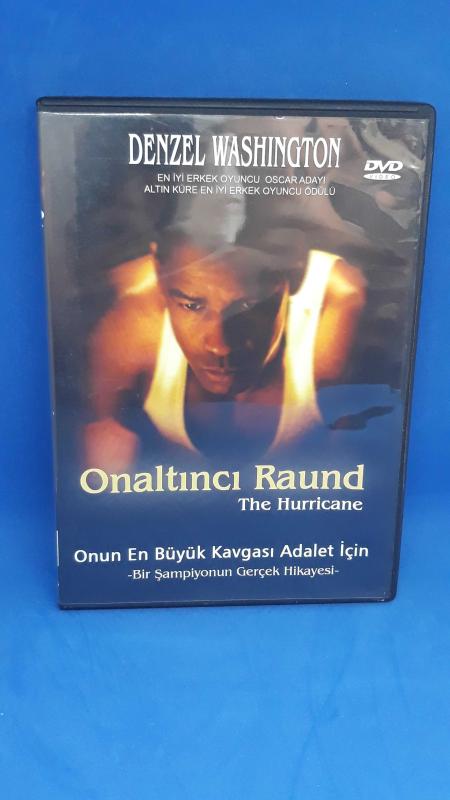 DENZEL WASHINGTON
DVD
VIDEO
EN İYİ ERKEK OYUNCU OSCAR ADAYI
ALTIN KÜRE EN İYİ ERKEK OYUNCU ÖDÜLÜ
Onaltıncı Raund
The Hurricane
Onun En Büyük Kavgası Adalet İçin
-Bir Şampiyonun Gerçek Hikayesi-